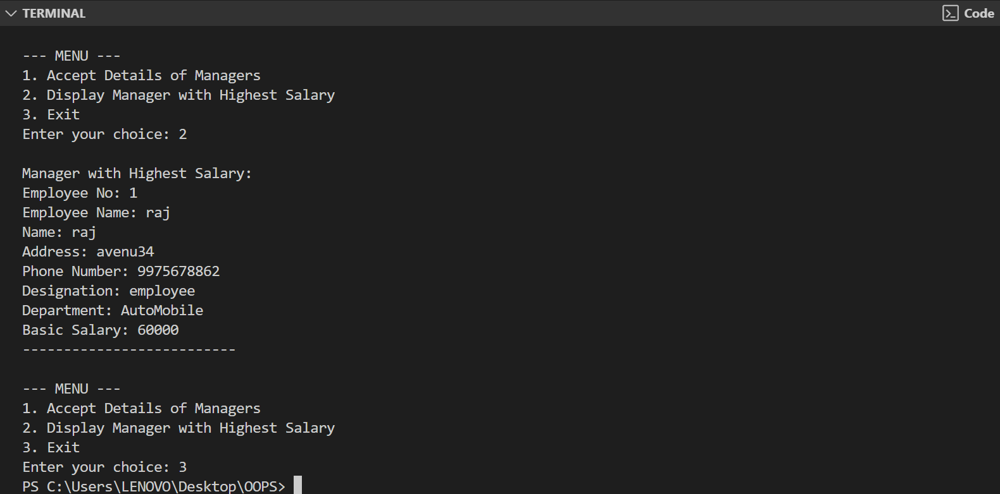 TERMINAL
Code
--- MENU ---
1. Accept Details of Managers
2. Display Manager with Highest Salary
3. Exit
Enter your choice: 2
Manager with Highest Salary:
Employee No: 1
Employee Name: raj
Name: raj
Address: avenu34
Phone Number: 9975678862
Designation: employee
Department: AutoMobile
Basic Salary: 60000
--------------------------
--- MENU ---
1. Accept Details of Managers
2. Display Manager with Highest Salary
3. Exit
Enter your choice: 3
PS C:\Users\LENOVO\Desktop\OOPS>